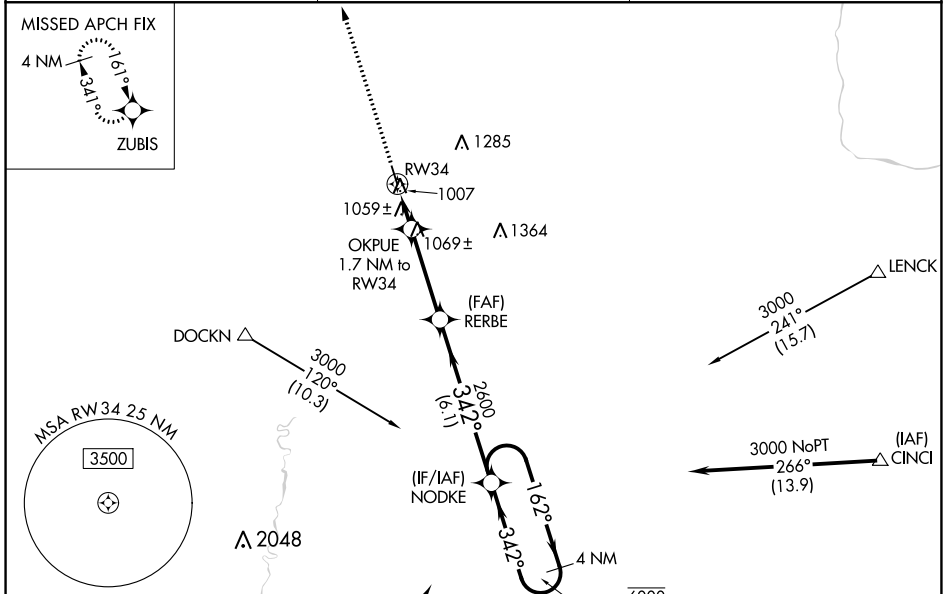 MISSED APCH FIX
4 NM
161°
341°
ZUBIS
1285
RW34
1007
1059±
1364
OKPUE
1.7 NM to
RW34
1069±
LENCK
3000
241°
(15.7)
(FAF)
RERBE
DOCKN
3000
120°
(10.3)
2600
342°
(6.1)
MSA RW34 25 NM
3500
3000 NoPT
266°
(13.9)
(IAF)
CINCI
(IF/IAF)
NODKE
162°
342°
2048
4 NM